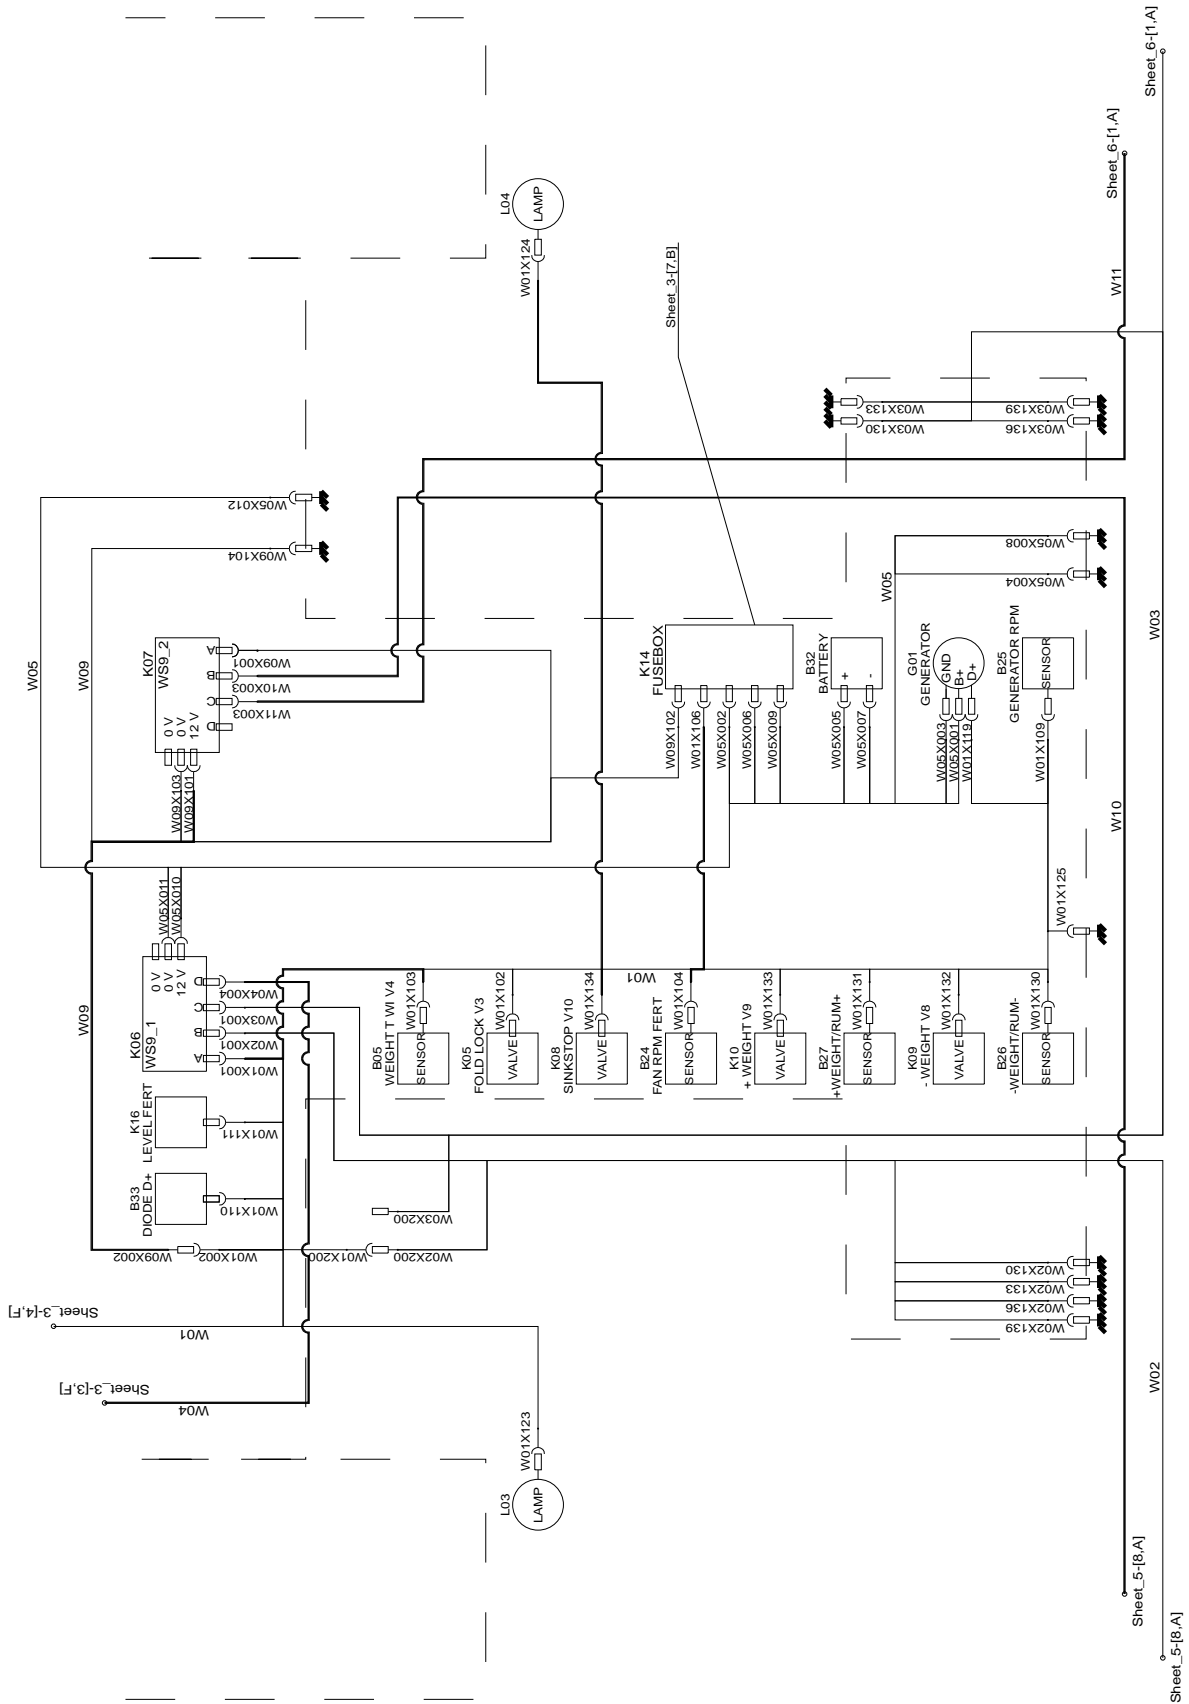 Sheet_6-[1,A]
Sheet_6-[1,A]
L04
LAMP
W01X124
W11
Sheet_3-[7,B]
W03X133
W03X139
W03X130
W03X136
W05X012
W09X104
W05X008
W05X004
W05
W03
W05
W09
K07
WS9_2
0 V
0 V
12 V
A
B
C
D
W09X001
W10X003
W11X003
W09X103
W09X101
K14
FUSEBOX
W09X102
W01X106
W05X002
W05X006
W05X009
B32
BATTERY
+
-
W05X005
W05X007
G01
GENERATOR
GND
B+
D+
W05X003
W05X001
W01X119
B25
GENERATOR RPM
SENSOR
W01X109
W10
W05X011
W05X010
W01X125
W09
K06
WS9_1
0 V
0 V
12 V
D
C
B
A
W04X004
W03X001
W02X001
W01X001
W01
B05
WEIGHT T WI V4
SENSOR
W01X103
K05
FOLD LOCK V3
VALVE
W01X102
K08
SINKSTOP V10
VALVE
W01X134
B24
FAN RPM FERT
SENSOR
W01X104
K10
+ WEIGHT V9
VALVE
W01X133
B27
+WEIGHT/RUM+
SENSOR
W01X131
K09
- WEIGHT V8
VALVE
W01X132
B26
-WEIGHT/RUM-
SENSOR
W01X130
K16
LEVEL FERT
W01X111
B33
DIODE D+
W01X110
W03X200
W09X002
W01X002
W01X200
W02X200
W02X130
W02X133
W02X136
W02X139
Sheet_3-[4,F]
W01
Sheet_3-[3,F]
W04
W02
W01X123
L03
LAMP
Sheet_5-[8,A]
Sheet_5-[8,A]